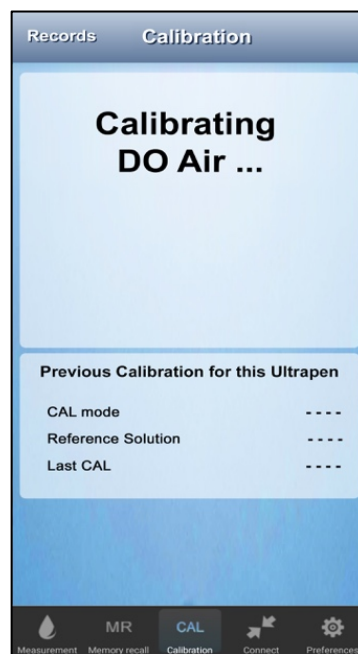 Records Calibration
Calibrating
DO Air ...
Previous Calibration for this Ultrapen
CAL mode ----
Reference Solution ----
Last CAL ----
MR CAL
Measurement Memory recall Calibration Connect Preferences